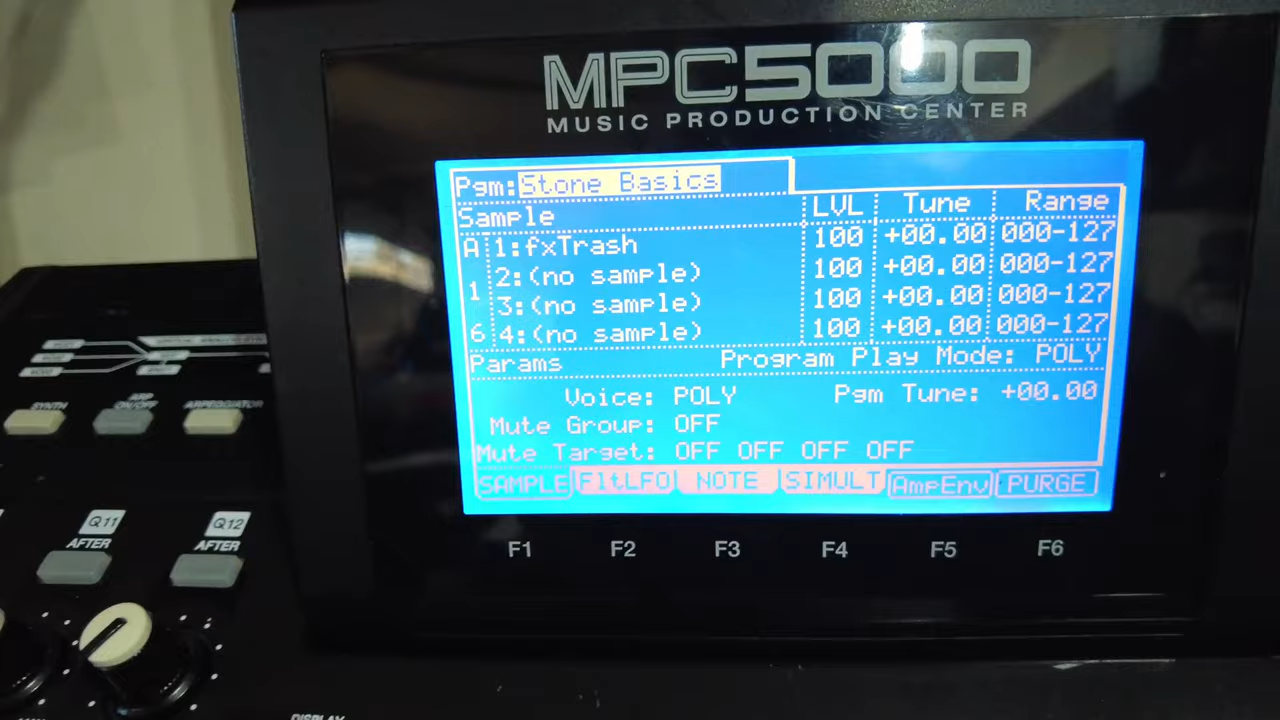 MPC5000
MUSIC PRODUCTION CENTER
Pgm:Stone Basics
Sample LVL Tune Range
A 1:fxTrash 100 +00.00 000-127
2:(no sample) 100 +00.00 000-127
1 3:(no sample) 100 +00.00 000-127
6 4:(no sample) 100 +00.00 000-127
Params Program Play Mode: POLY
Voice: POLY Pgm Tune: +00.00
Mute Group: OFF
Mute Target: OFF OFF OFF OFF
SAMPLE FltLFO NOTE SIMULT AmpEnv PURGE
F1 F2 F3 F4 F5 F6
SYNTH ARP ON/OFF ARPEGGIATOR
Q11 Q12
AFTER AFTER
DISPLAY